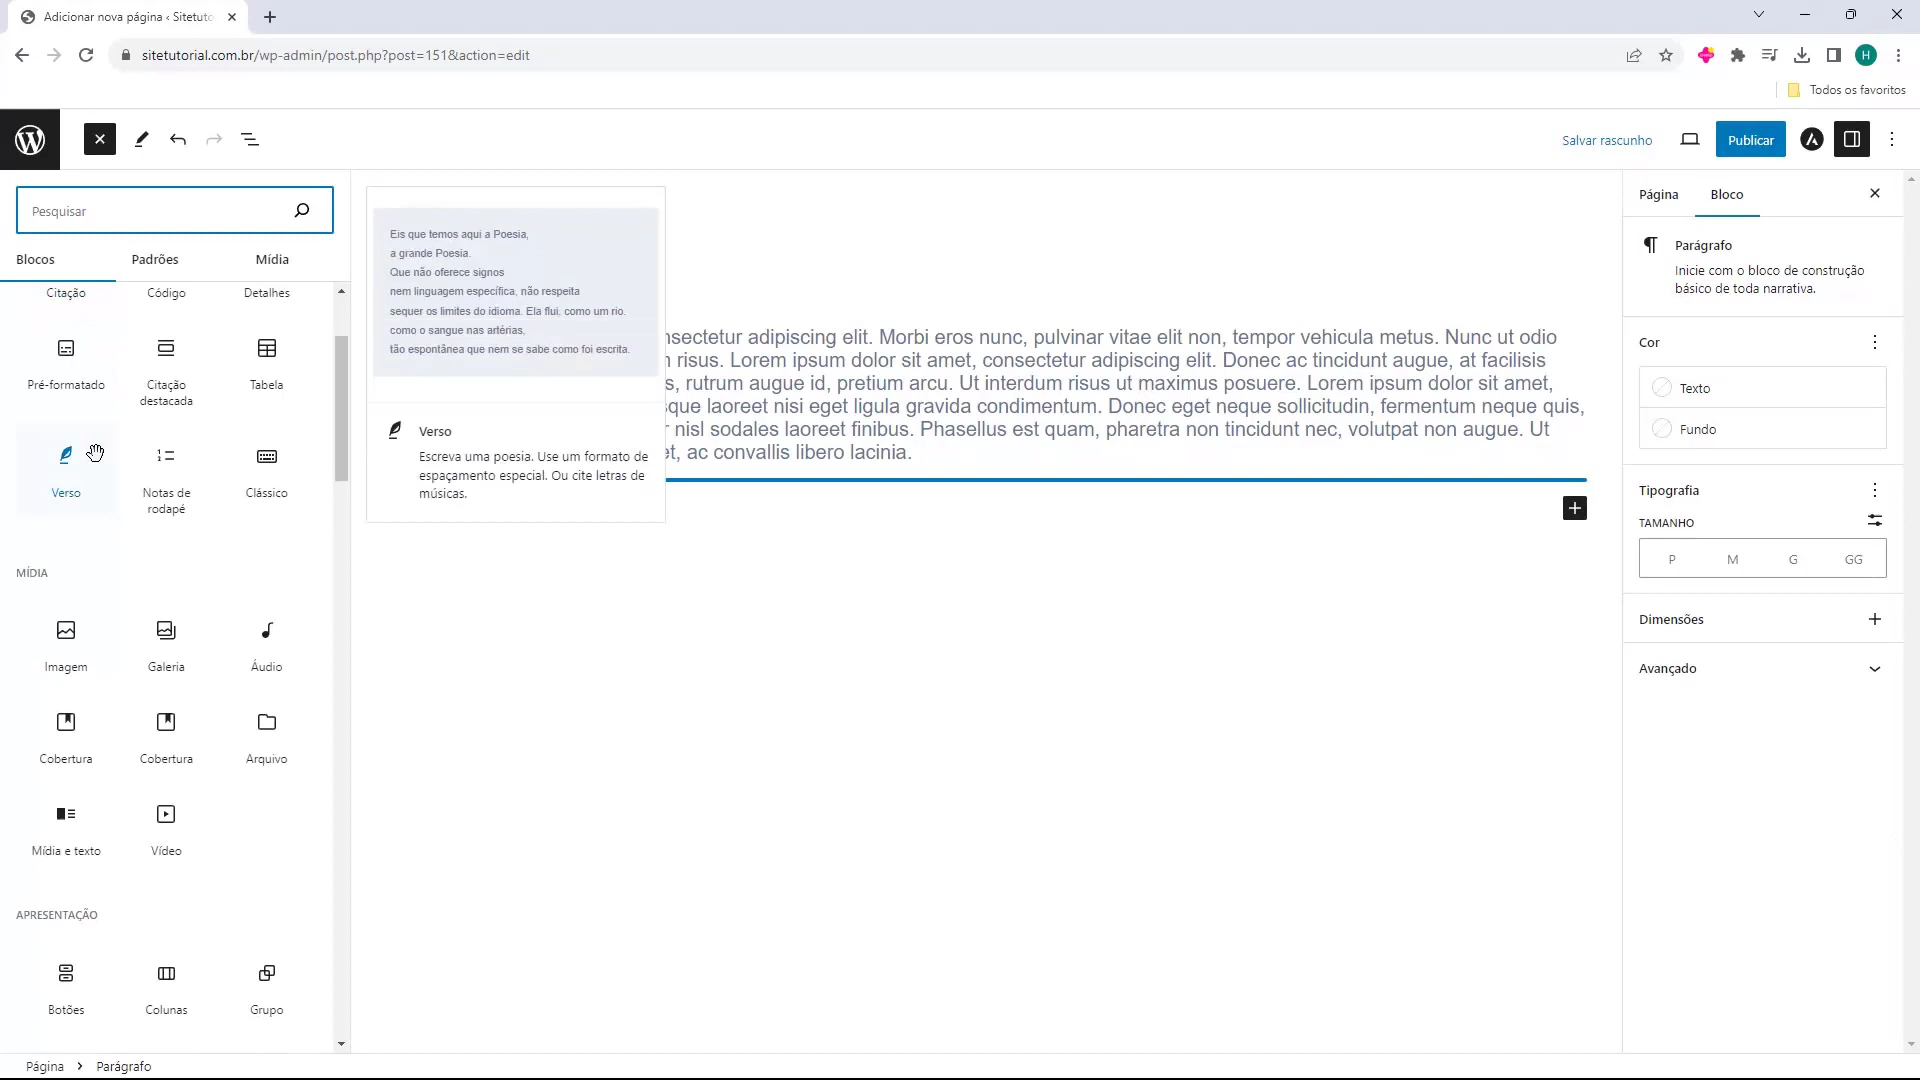 Adicionar nova página ‹ Sitetuto
sitetutorial.com.br/wp-admin/post.php?post=151&action=edit
H
Todos os favoritos
Salvar rascunho
Publicar
Pesquisar
Blocos
Padrões
Mídia
Citação
Código
Detalhes
Pré-formatado
Citação
destacada
Tabela
Verso
Notas de
rodapé
Clássico
MÍDIA
Imagem
Galeria
Áudio
Cobertura
Cobertura
Arquivo
Mídia e texto
Vídeo
APRESENTAÇÃO
Botões
Colunas
Grupo
Eis que temos aqui a Poesia,
a grande Poesia.
Que não oferece signos
nem linguagem específica, não respeita
sequer os limites do idioma. Ela flui, como um rio.
como o sangue nas artérias,
tão espontânea que nem se sabe como foi escrita.
Verso
Escreva uma poesia. Use um formato de
espaçamento especial. Ou cite letras de
músicas.
nsectetur adipiscing elit. Morbi eros nunc, pulvinar vitae elit non, tempor vehicula metus. Nunc ut odio
risus. Lorem ipsum dolor sit amet, consectetur adipiscing elit. Donec ac tincidunt augue, at facilisis
s, rutrum augue id, pretium arcu. Ut interdum risus ut maximus posuere. Lorem ipsum dolor sit amet,
sque laoreet nisi eget ligula gravida condimentum. Donec eget neque sollicitudin, fermentum neque quis,
nisl sodales laoreet finibus. Phasellus est quam, pharetra non tincidunt nec, volutpat non augue. Ut
et, ac convallis libero lacinia.
Página
Bloco
Parágrafo
Inicie com o bloco de construção
básico de toda narrativa.
Cor
Texto
Fundo
Tipografia
TAMANHO
P M G GG
Dimensões
Avançado
Página
Parágrafo